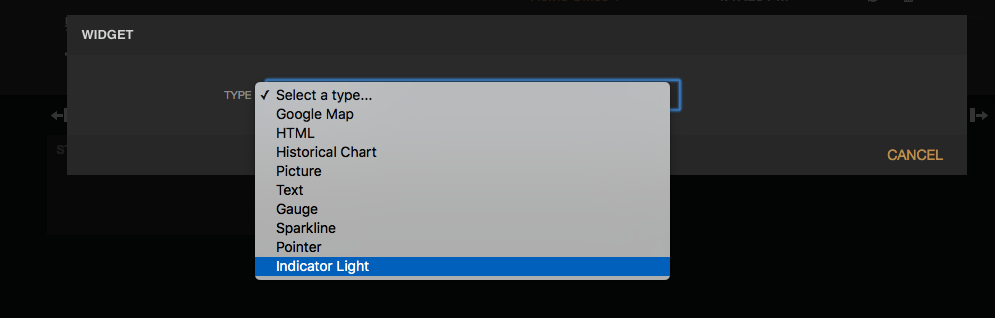 WIDGET
TYPE
✓ Select a type...
Google Map
HTML
Historical Chart
Picture
Text
Gauge
Sparkline
Pointer
Indicator Light
CANCEL